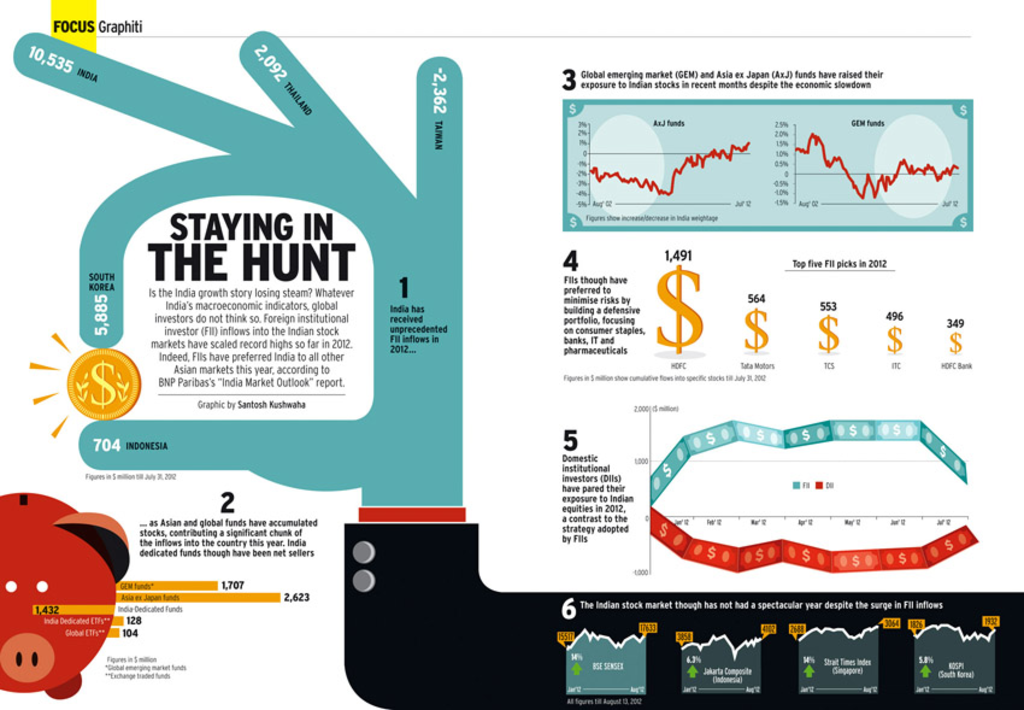 FOCUS Graphiti
10,535 INDIA
2,092 THAILAND
-2,362 TAIWAN
SOUTH
KOREA
5,885
704 INDONESIA
Figures in $ million till July 31, 2012
STAYING IN
THE HUNT
Is the India growth story losing steam? Whatever
India's macroeconomic indicators, global
investors do not think so. Foreign institutional
investor (FII) inflows into the Indian stock
markets have scaled record highs so far in 2012.
Indeed, FIIs have preferred India to all other
Asian markets this year, according to
BNP Paribas's "India Market Outlook" report.
Graphic by Santosh Kushwaha
1
India has
received
unprecedented
FII inflows in
2012...
2
... as Asian and global funds have accumulated
stocks, contributing a significant chunk of
the inflows into the country this year. India
dedicated funds though have been net sellers
GEM funds* 1,707
Asia ex Japan funds 2,623
1,432 India Dedicated Funds
India Dedicated ETFs** 128
Global ETFs** 104
Figures in $ million
*Global emerging market funds
**Exchange traded funds
3 Global emerging market (GEM) and Asia ex Japan (AxJ) funds have raised their
exposure to Indian stocks in recent months despite the economic slowdown
AxJ funds
3%
2%
1%
0
-1%
-2%
-3%
-4%
-5%
Aug' 02 Jul' 12
GEM funds
2.5%
2.0%
1.5%
1.0%
0.5%
0
-0.5%
-1.0%
-1.5%
Aug' 02 Jul' 12
Figures show increase/decrease in India weightage
4
FIIs though have
preferred to
minimise risks by
building a defensive
portfolio, focusing
on consumer staples,
banks, IT and
pharmaceuticals
Top five FII picks in 2012
1,491 564 553 496 349
HDFC Tata Motors TCS ITC HDFC Bank
Figures in $ million show cumulative flows into specific stocks till July 31, 2012
5
Domestic
institutional
investors (DIIs)
have pared their
exposure to Indian
equities in 2012,
a contrast to the
strategy adopted
by FIIs
2,000 ($ million)
1,000
0
-1,000
FII DII
Jan' 12 Feb' 12 Mar' 12 Apr' 12 May' 12 Jun' 12 Jul' 12
6 The Indian stock market though has not had a spectacular year despite the surge in FII inflows
15517 17633
14%
BSE SENSEX
Jan'12 Aug'12
3858 4102
6.3%
Jakarta Composite
(Indonesia)
Jan'12 Aug'12
2688 3064
14%
Strait Times Index
(Singapore)
Jan'12 Aug'12
1826 1932
5.8%
KOSPI
(South Korea)
Jan'12 Aug'12
All figures till August 13, 2012